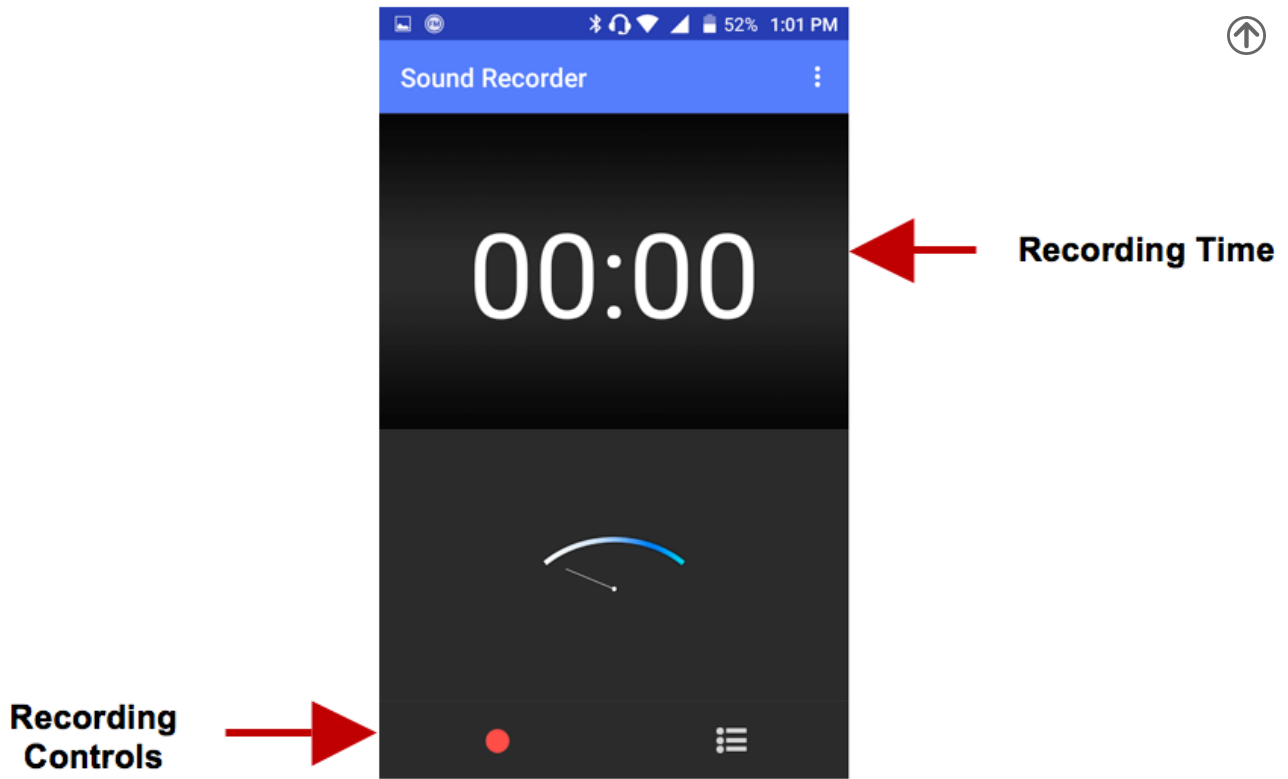 52% 1:01 PM
Sound Recorder
00:00
Recording Time
Recording
Controls